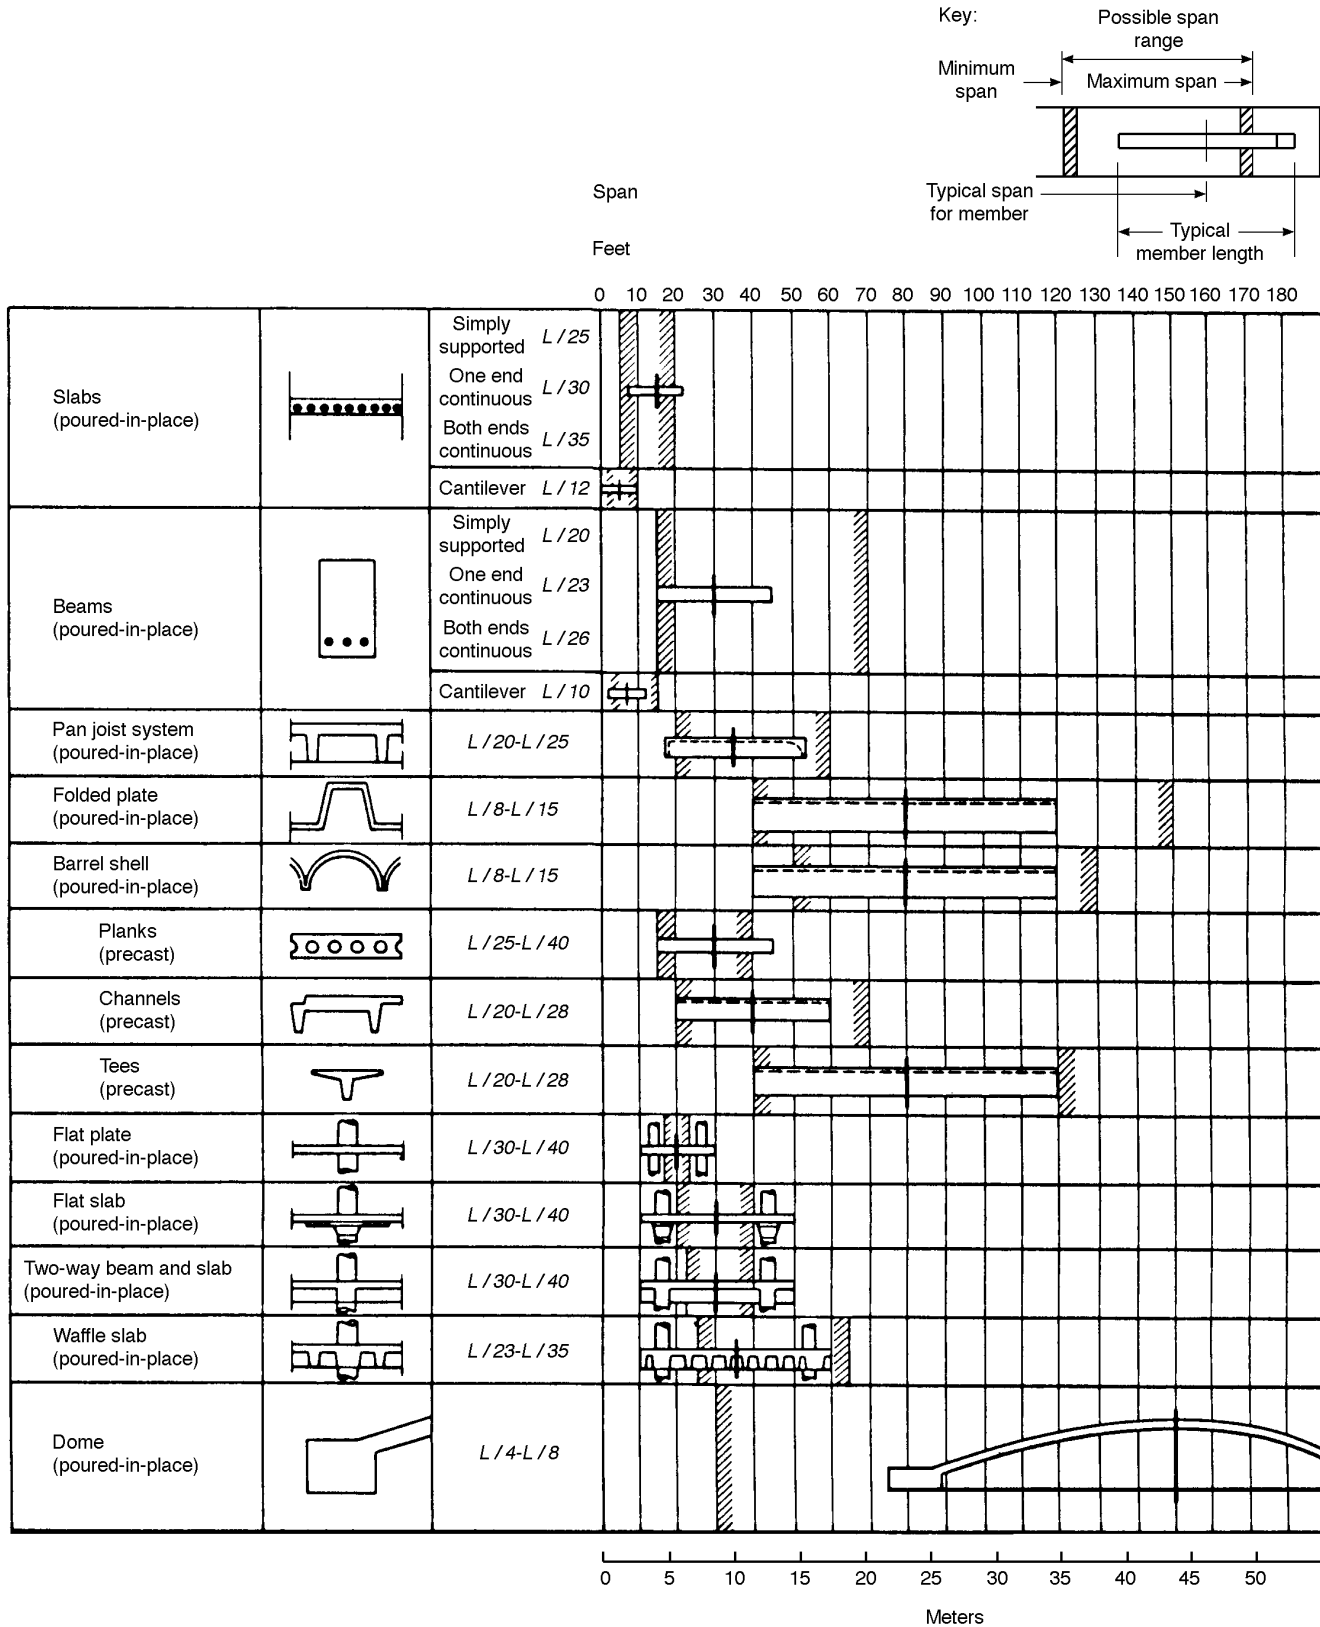 Key:
Possible span
range
Minimum
span
Maximum span
Span
Typical span
for member
Feet
Typical
member length
0 10 20 30 40 50 60 70 80 90 100 110 120 130 140 150 160 170 180
Slabs
(poured-in-place)
Simply
supported L / 25
One end
continuous L / 30
Both ends
continuous L / 35
Cantilever L / 12
Beams
(poured-in-place)
Simply
supported L / 20
One end
continuous L / 23
Both ends
continuous L / 26
Cantilever L / 10
Pan joist system
(poured-in-place)
L / 20-L / 25
Folded plate
(poured-in-place)
L / 8-L / 15
Barrel shell
(poured-in-place)
L / 8-L / 15
Planks
(precast)
L / 25-L / 40
Channels
(precast)
L / 20-L / 28
Tees
(precast)
L / 20-L / 28
Flat plate
(poured-in-place)
L / 30-L / 40
Flat slab
(poured-in-place)
L / 30-L / 40
Two-way beam and slab
(poured-in-place)
L / 30-L / 40
Waffle slab
(poured-in-place)
L / 23-L / 35
Dome
(poured-in-place)
L / 4-L / 8
0 5 10 15 20 25 30 35 40 45 50
Meters